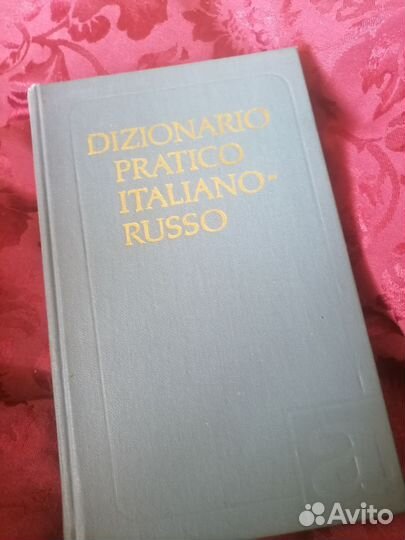 DIZIONARIO
PRATICO
ITALIANO-
RUSSO
Avito